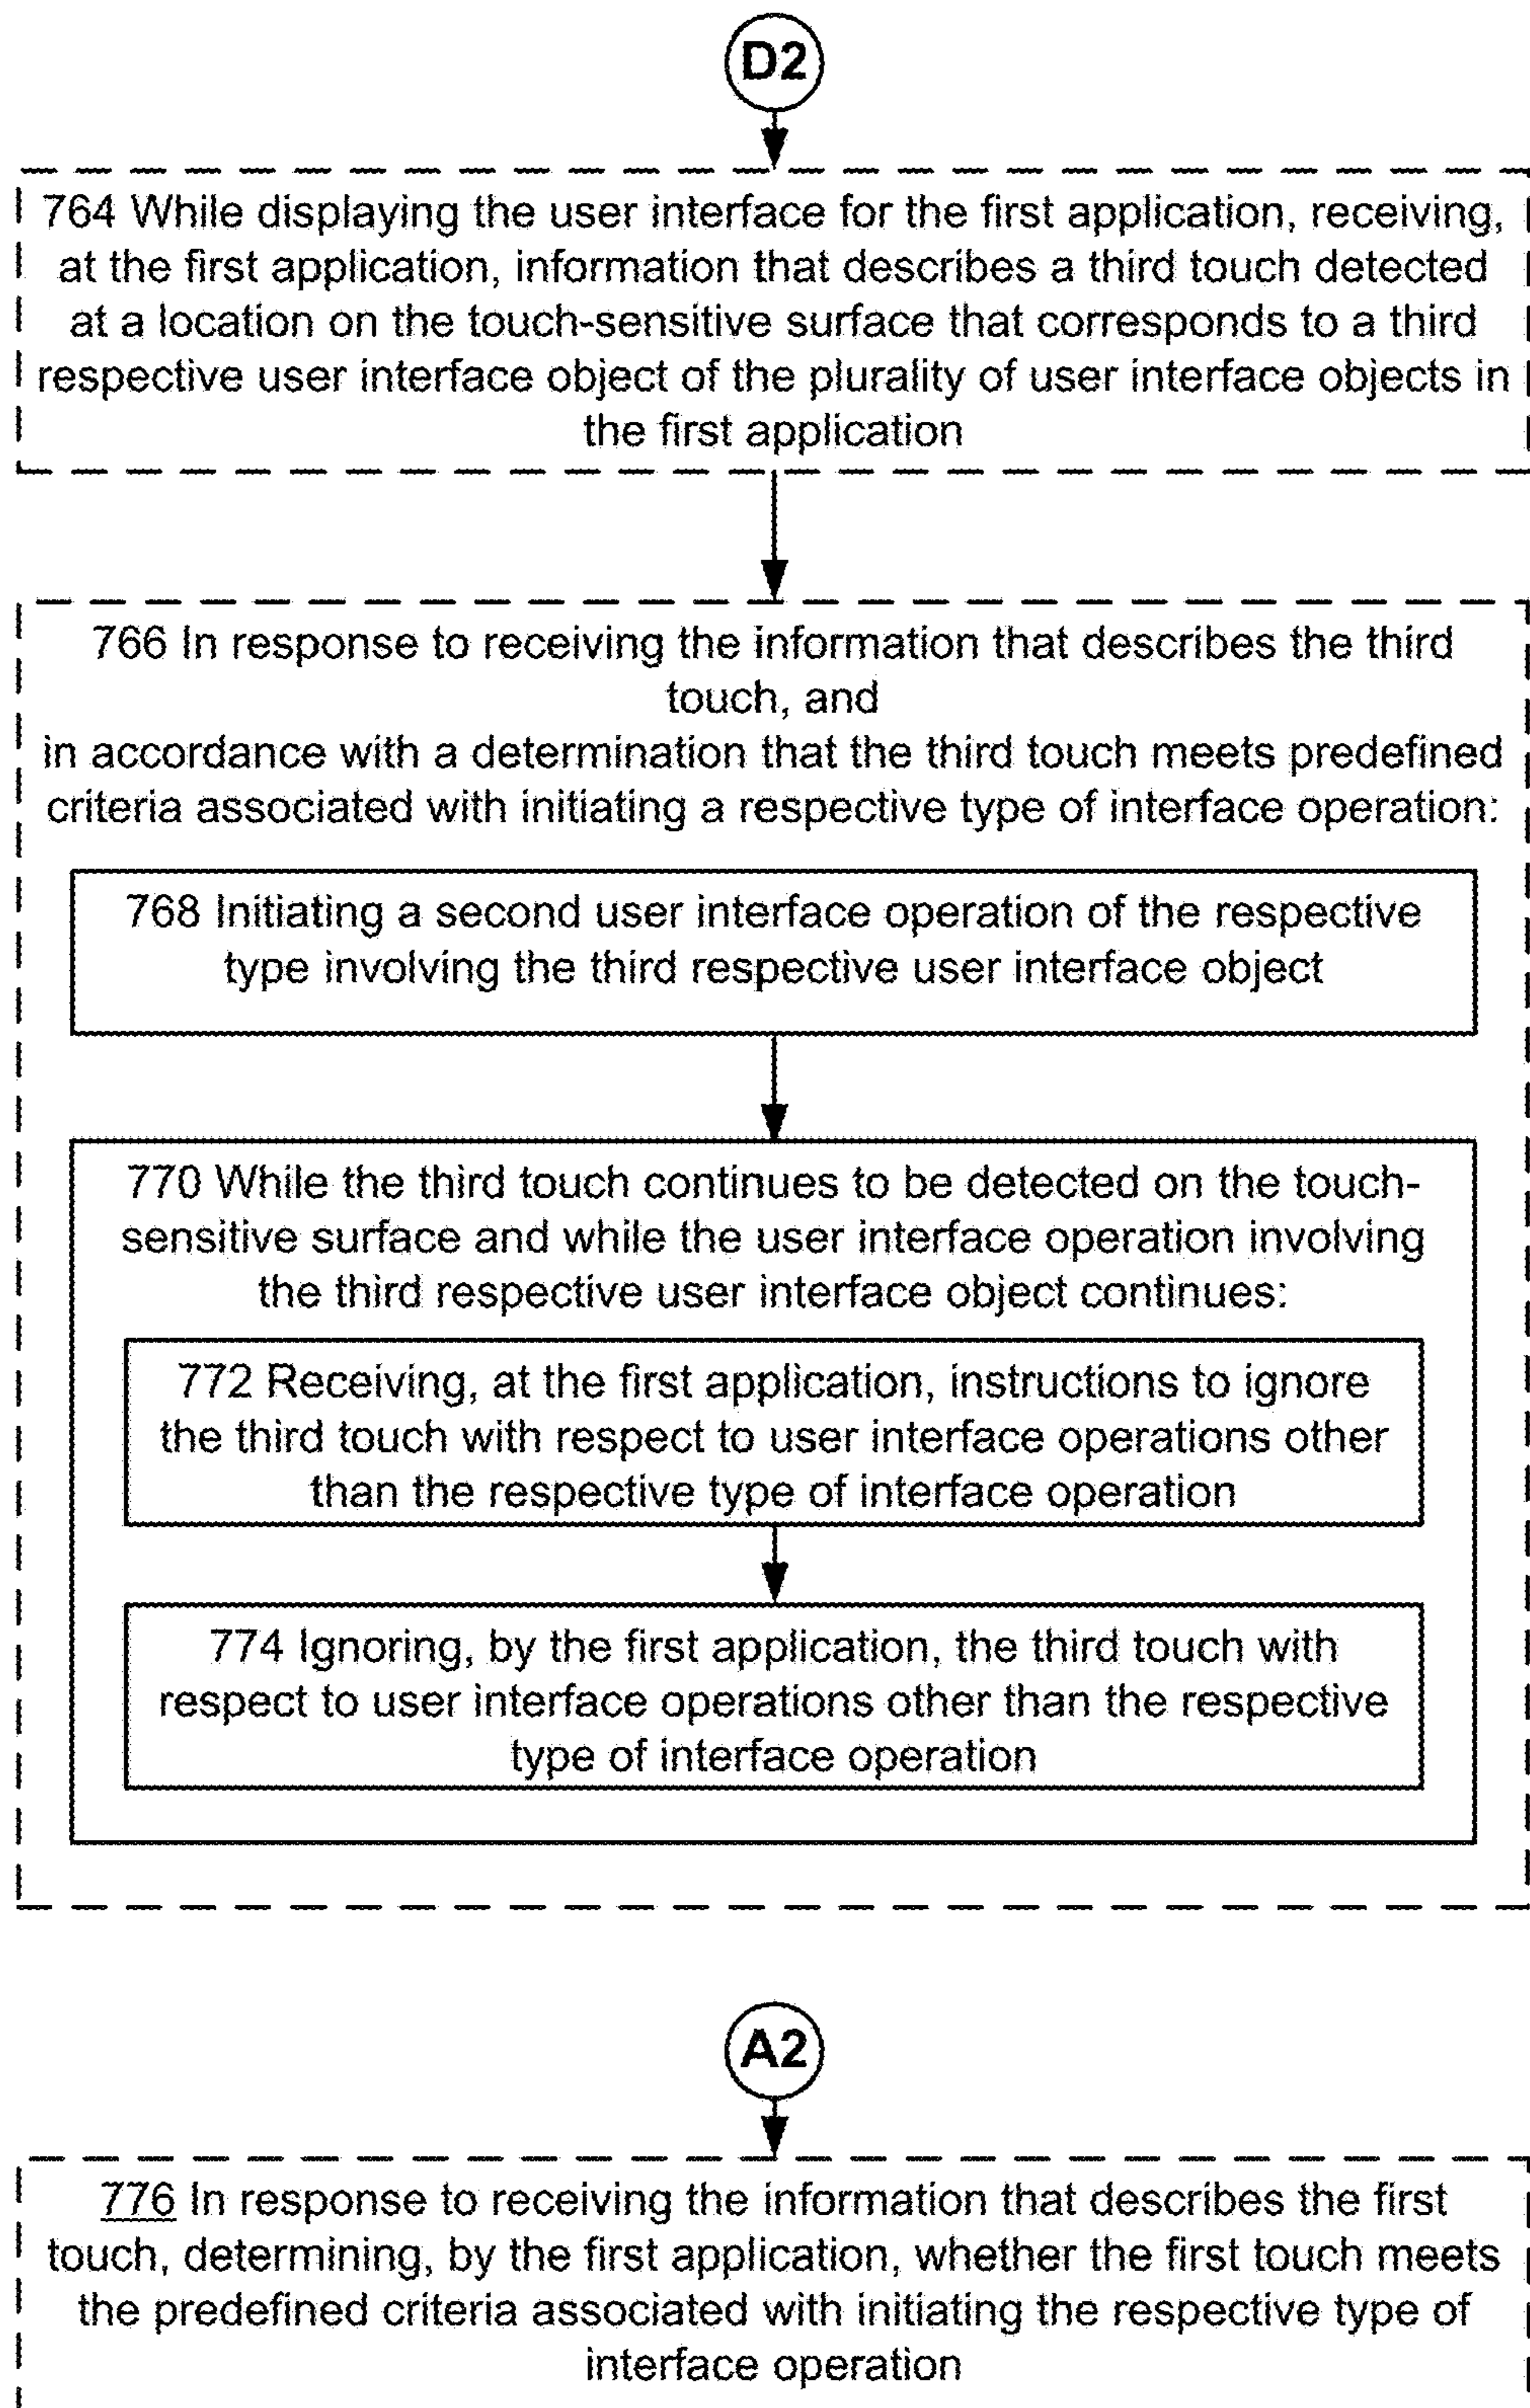 D2
764 While displaying the user interface for the first application, receiving,
at the first application, information that describes a third touch detected
at a location on the touch-sensitive surface that corresponds to a third
respective user interface object of the plurality of user interface objects in
the first application
766 In response to receiving the information that describes the third
touch, and
in accordance with a determination that the third touch meets predefined
criteria associated with initiating a respective type of interface operation:
768 Initiating a second user interface operation of the respective
type involving the third respective user interface object
770 While the third touch continues to be detected on the touch-
sensitive surface and while the user interface operation involving
the third respective user interface object continues:
772 Receiving, at the first application, instructions to ignore
the third touch with respect to user interface operations other
than the respective type of interface operation
774 Ignoring, by the first application, the third touch with
respect to user interface operations other than the respective
type of interface operation
A2
776 In response to receiving the information that describes the first
touch, determining, by the first application, whether the first touch meets
the predefined criteria associated with initiating the respective type of
interface operation